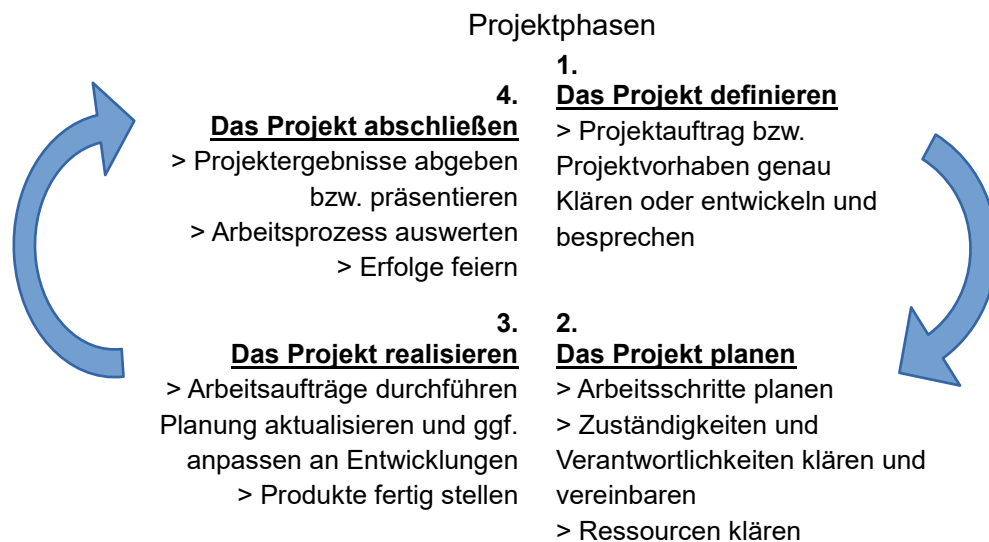 Projektphasen
1.
Das Projekt definieren
> Projektauftrag bzw.
Projektvorhaben genau
Klären oder entwickeln und
besprechen
2.
Das Projekt planen
> Arbeitsschritte planen
> Zuständigkeiten und
Verantwortlichkeiten klären und
vereinbaren
> Ressourcen klären
3.
Das Projekt realisieren
> Arbeitsaufträge durchführen
Planung aktualisieren und ggf.
anpassen an Entwicklungen
> Produkte fertig stellen
4.
Das Projekt abschließen
> Projektergebnisse abgeben
bzw. präsentieren
> Arbeitsprozess auswerten
> Erfolge feiern